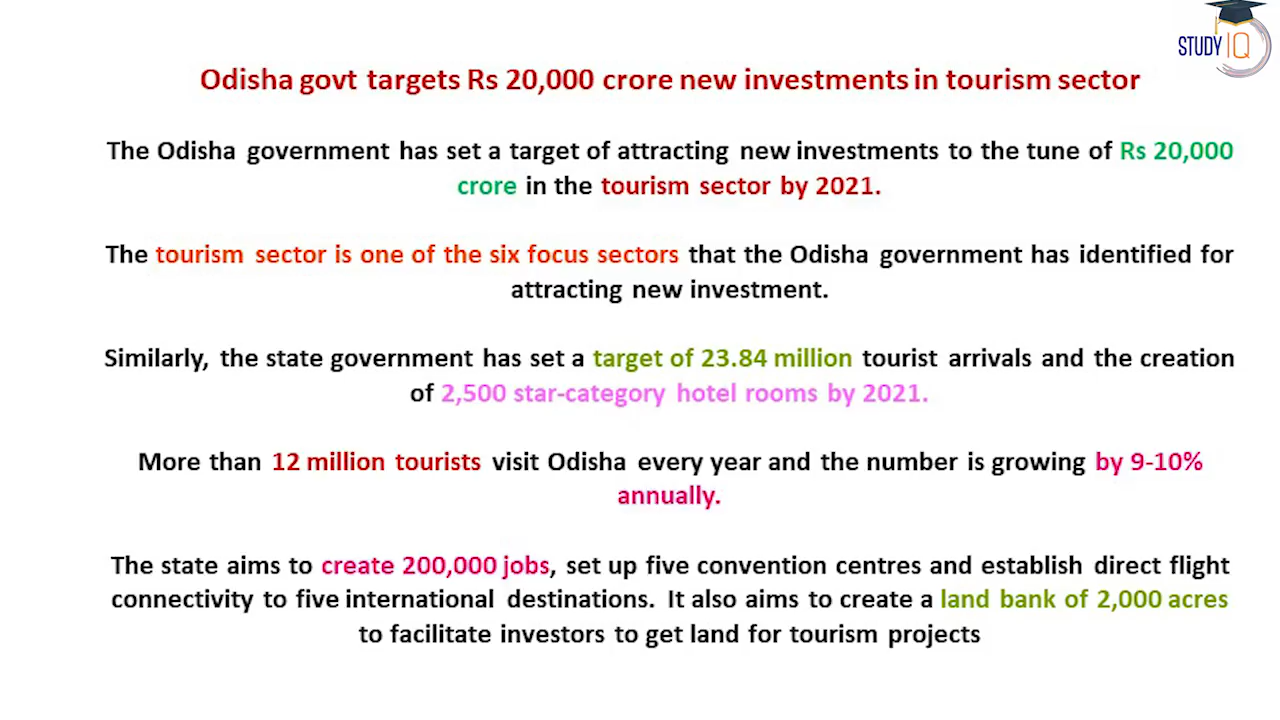 STUDY IQ
Odisha govt targets Rs 20,000 crore new investments in tourism sector
The Odisha government has set a target of attracting new investments to the tune of Rs 20,000
crore in the tourism sector by 2021.
The tourism sector is one of the six focus sectors that the Odisha government has identified for
attracting new investment.
Similarly, the state government has set a target of 23.84 million tourist arrivals and the creation
of 2,500 star-category hotel rooms by 2021.
More than 12 million tourists visit Odisha every year and the number is growing by 9-10%
annually.
The state aims to create 200,000 jobs, set up five convention centres and establish direct flight
connectivity to five international destinations. It also aims to create a land bank of 2,000 acres
to facilitate investors to get land for tourism projects